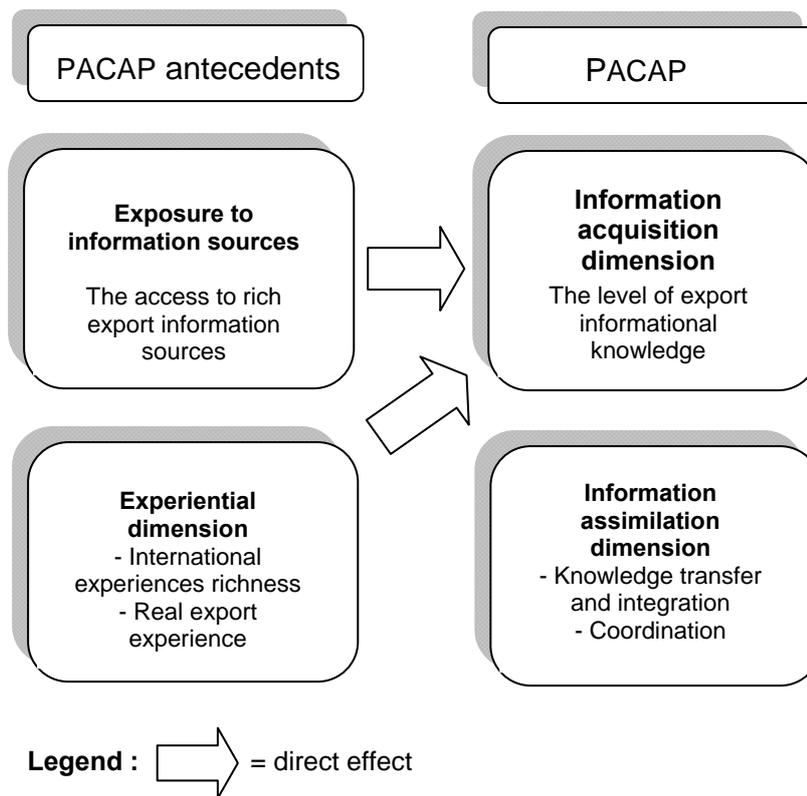 PACAP antecedents
PACAP
Exposure to
information sources
The access to rich
export information
sources
Information
acquisition
dimension
The level of export
informational
knowledge
Experiential
dimension
- International
experiences richness
- Real export
experience
Information
assimilation
dimension
- Knowledge transfer
and integration
- Coordination
Legend : = direct effect